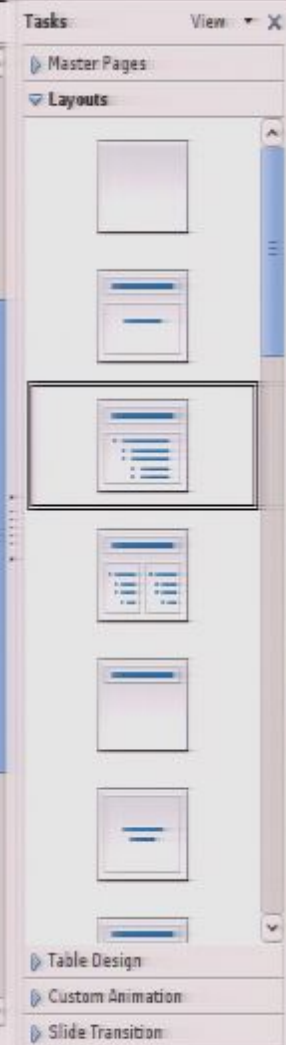 Tasks View
Master Pages
Layouts
Table Design
Custom Animation
Slide Transition